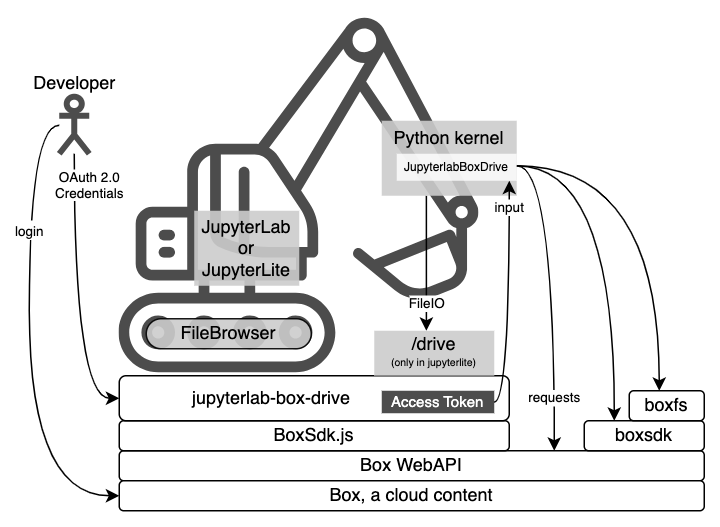 Developer
OAuth 2.0
Credentials
login
Python kernel
JupyterlabBoxDrive
input
JupyterLab
or
JupyterLite
FileBrowser
FileIO
/drive
(only in jupyterlite)
jupyterlab-box-drive
Access Token
requests
boxfs
BoxSdk.js
boxsdk
Box WebAPI
Box, a cloud content